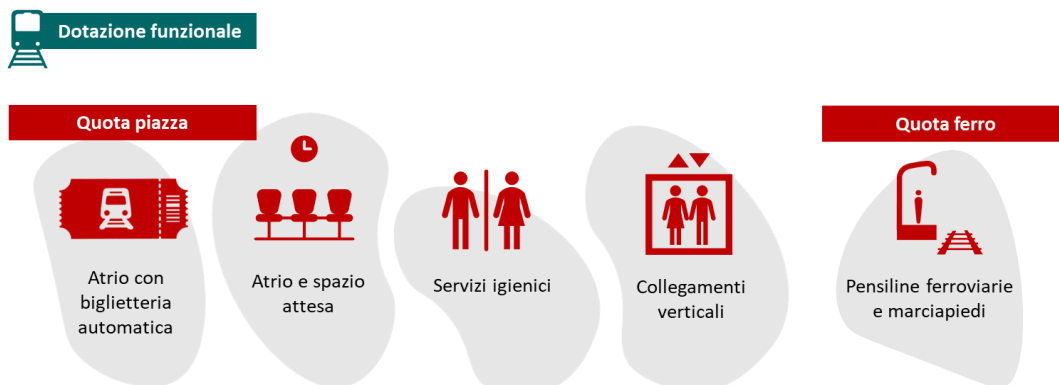 Dotazione funzionale
Quota piazza
Quota ferro
Atrio con
biglietteria
automatica
Atrio e spazio
attesa
Servizi igienici
Collegamenti
verticali
Pensiline ferroviarie
e marciapiedi